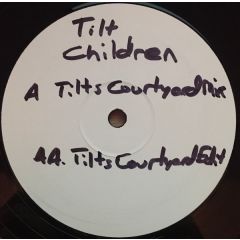 Tilt
Children
A Tilts Courtyard Mix
AA. Tilts Courtyard Edit